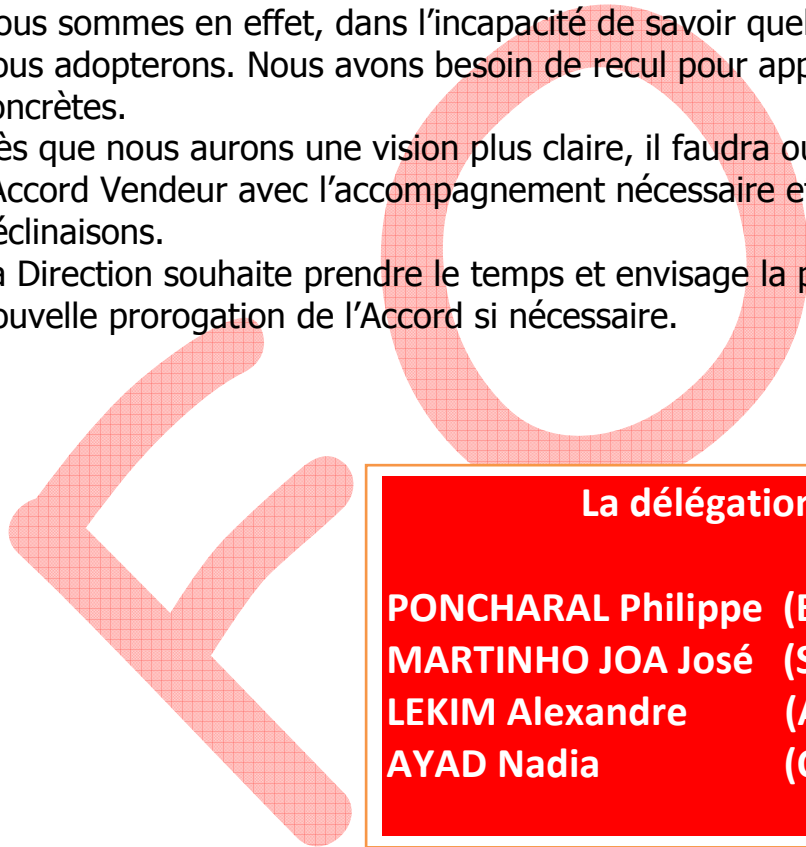 ous sommes en effet, dans l’incapacité de savoir quel
ous adopterons. Nous avons besoin de recul pour app
oncrètes.
ès que nous aurons une vision plus claire, il faudra ou
Accord Vendeur avec l’accompagnement nécessaire e
éclinaisons.
a Direction souhaite prendre le temps et envisage la p
ouvelle prorogation de l’Accord si nécessaire.
FO
La délégation
PONCHARAL Philippe (E
MARTINHO JOA José (S
LEKIM Alexandre (A
AYAD Nadia (C